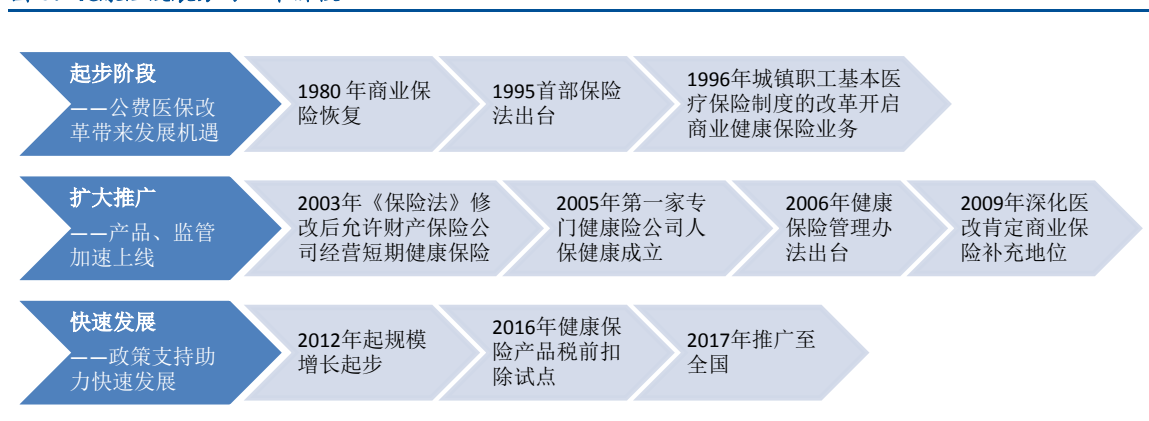 起步阶段
——公费医保改
革带来发展机遇
1980 年商业保
险恢复
1995首部保险
法出台
1996年城镇职工基本医
疗保险制度的改革开启
商业健康保险业务
扩大推广
——产品、监管
加速上线
2003年《保险法》修
改后允许财产保险公
司经营短期健康保险
2005年第一家专
门健康险公司人
保健康成立
2006年健康
保险管理办
法出台
2009年深化医
改肯定商业保
险补充地位
快速发展
——政策支持助
力快速发展
2012年起规模
增长起步
2016年健康保
险产品税前扣
除试点
2017年推广至
全国